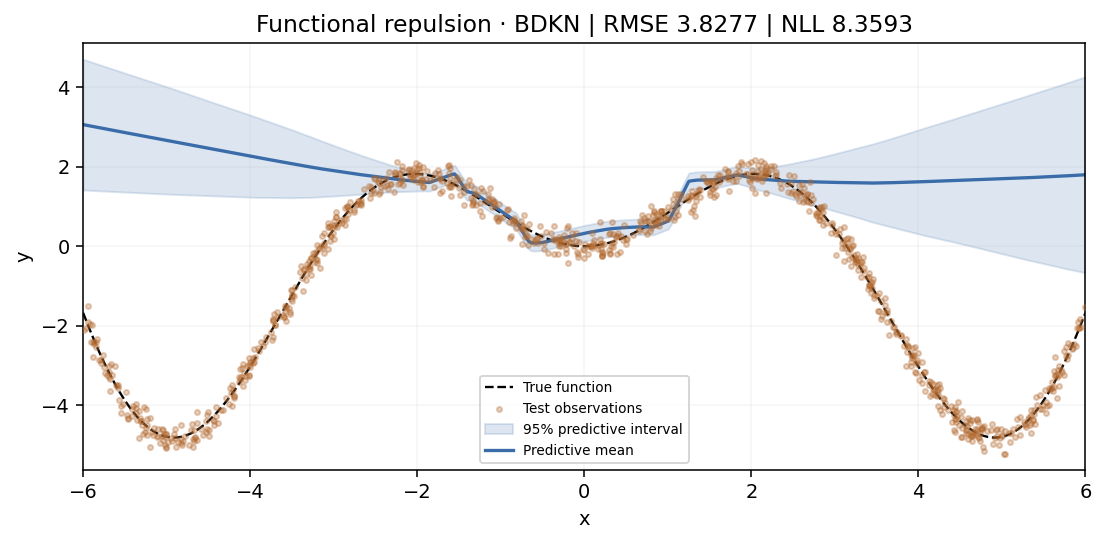 Functional repulsion · BDKN | RMSE 3.8277 | NLL 8.3593
4
2
0
−2
−4
y
True function
Test observations
95% predictive interval
Predictive mean
−6 −4 −2 0 2 4 6
x